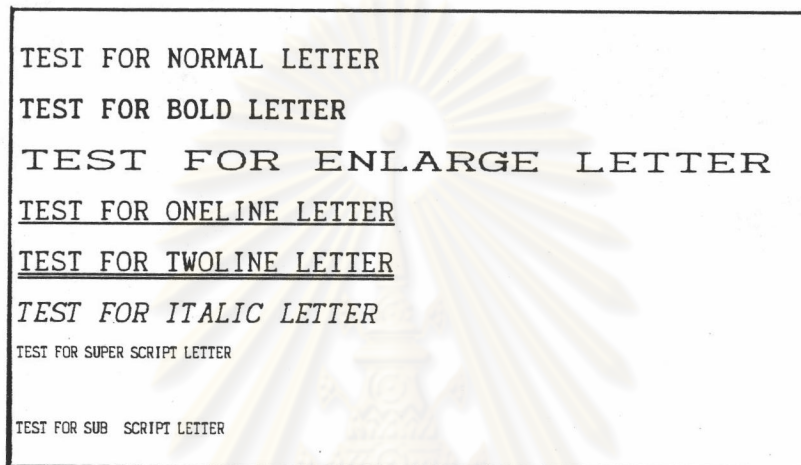 TEST FOR NORMAL LETTER
TEST FOR BOLD LETTER
TEST FOR ENLARGE LETTER
TEST FOR ONELINE LETTER
TEST FOR TWOLINE LETTER
TEST FOR ITALIC LETTER
TEST FOR SUPER SCRIPT LETTER
TEST FOR SUB SCRIPT LETTER